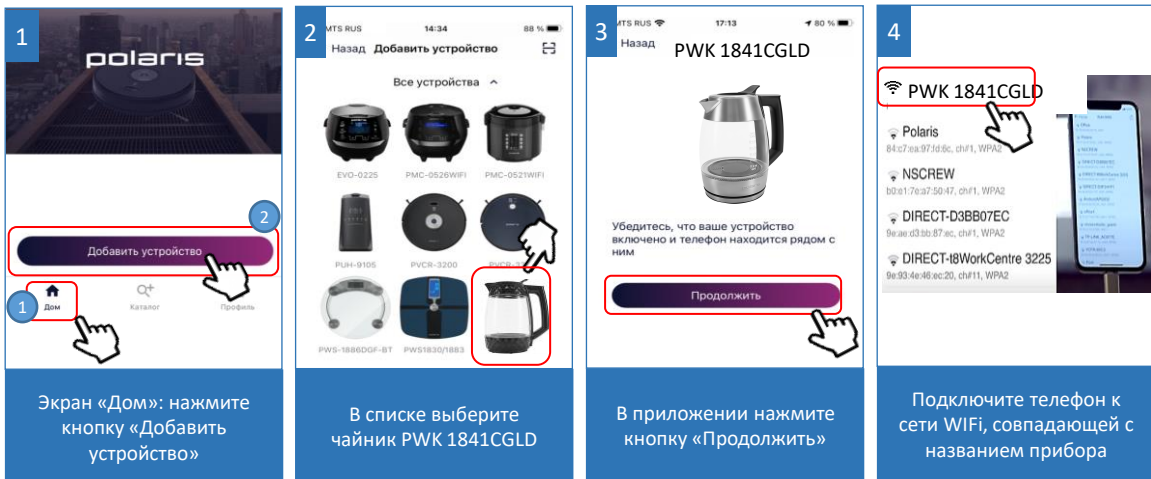 1
polaris
2
Добавить устройство
1
Дом
Каталог
Профиль
Экран «Дом»: нажмите
кнопку «Добавить
устройство»
2
MTS RUS 14:34 88 %
Назад Добавить устройство
Все устройства
EVO-0225 PMC-0526WIFI PMC-0521WIFI
PUH-9105 PVCR-3200
PWS-1886DGF-BT PWS1830/1883
В списке выберите
чайник PWK 1841CGLD
3
MTS RUS 17:13 80 %
Назад
PWK 1841CGLD
Убедитесь, что ваше устройство
включено и телефон находится рядом с
ним
Продолжить
В приложении нажмите
кнопку «Продолжить»
4
PWK 1841CGLD
Polaris
84:c7:ea:97:fd:6c, ch#1, WPA2
NSCREW
b0:e1:7e:a7:50:47, ch#1, WPA2
DIRECT-D3BB07EC
9e:ae:d3:bb:87:ec, ch#1, WPA2
DIRECT-t8WorkCentre 3225
9e:93:4e:46:ec:20, ch#11, WPA2
Подключите телефон к
сети WIFi, совпадающей с
названием прибора